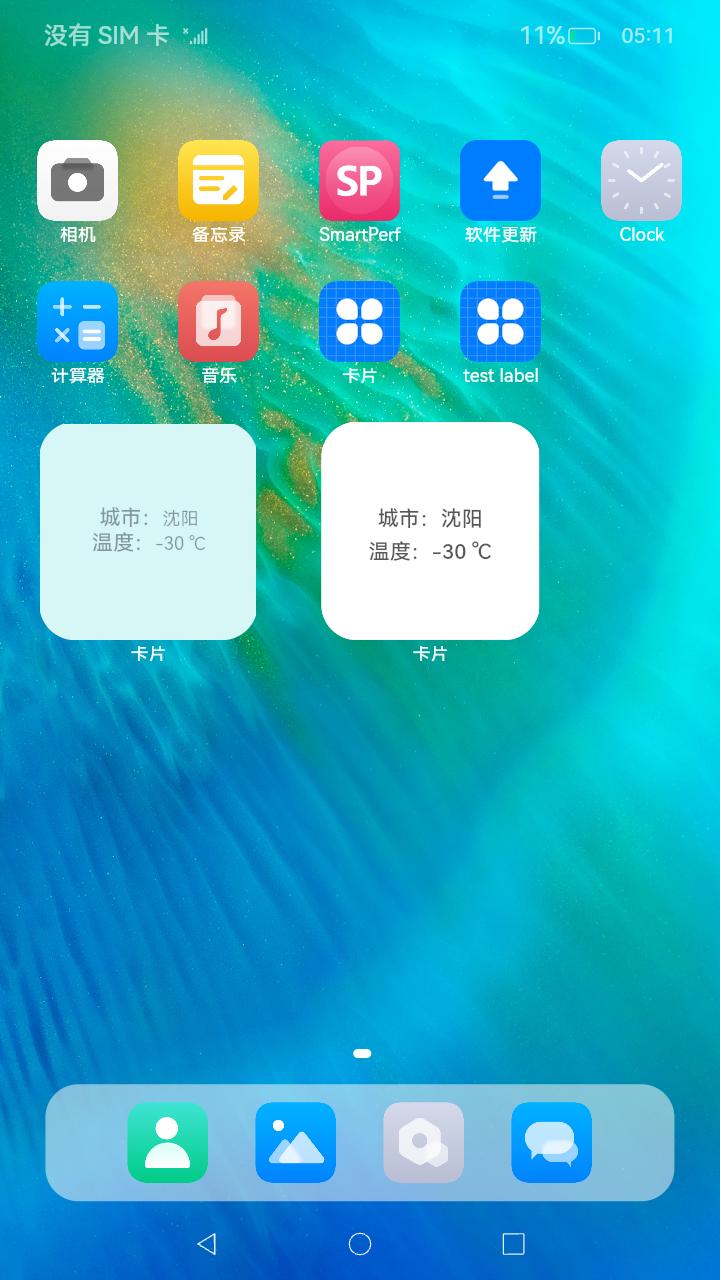 没有 SIM 卡
11%
05:11
相机
备忘录
SP
SmartPerf
软件更新
Clock
计算器
音乐
卡片
test label
城市： 沈阳
温度： -30 ℃
卡片
城市： 沈阳
温度： -30 ℃
卡片